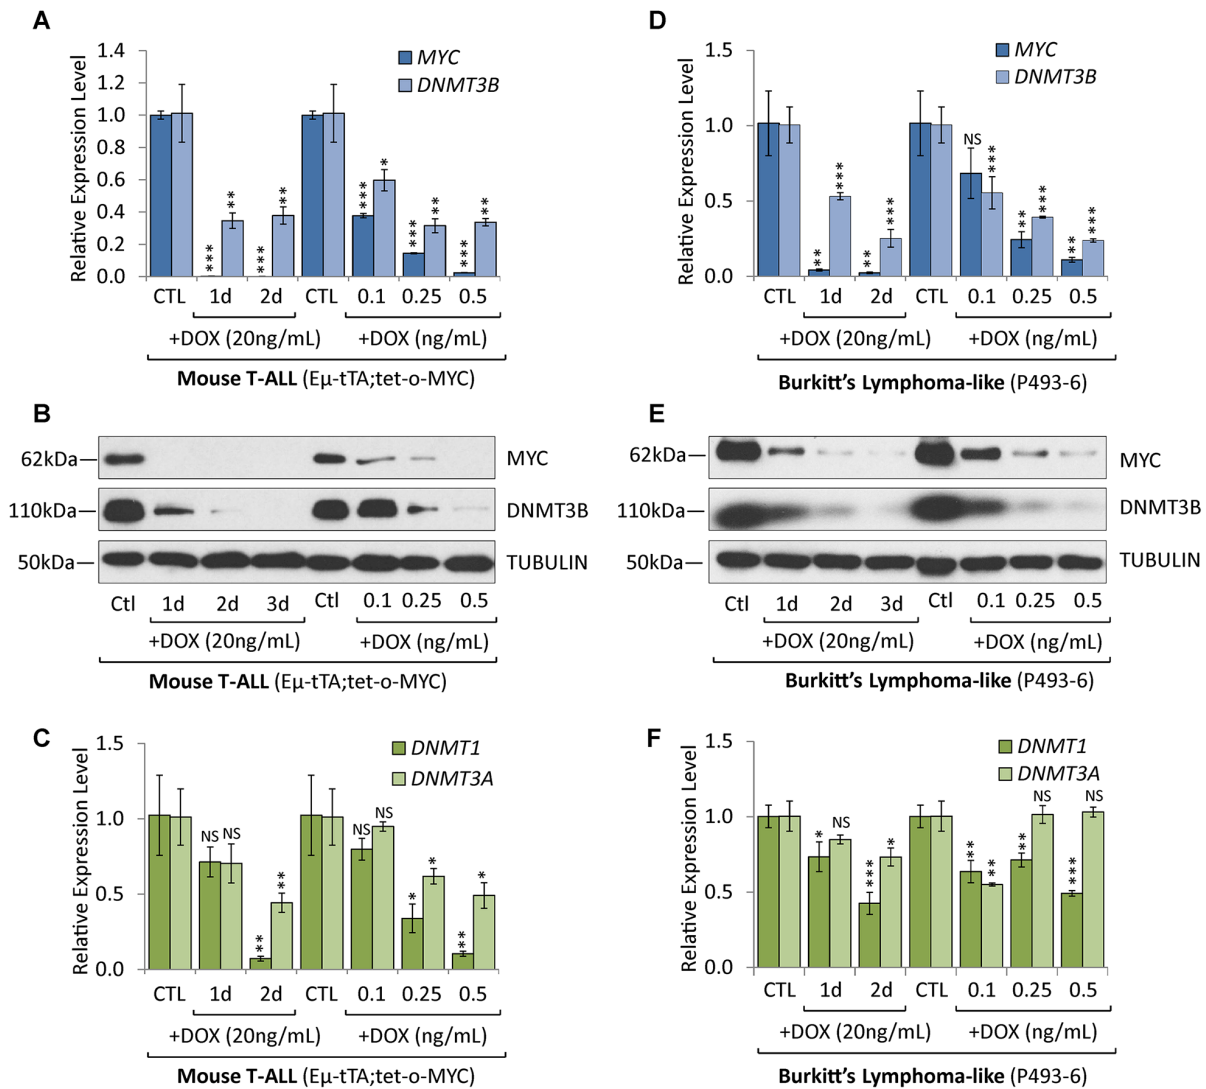 A
Relative Expression Level
1.4
1.2
1.0
0.8
0.6
0.4
0.2
0.0
MYC
DNMT3B
*** ** *** ** *** * *** ** *** **
CTL 1d 2d CTL 0.1 0.25 0.5
+DOX (20ng/mL) +DOX (ng/mL)
Mouse T-ALL (Eµ-tTA;tet-o-MYC)
D
Relative Expression Level
1.5
1.0
0.5
0.0
MYC
DNMT3B
** *** ** *** NS *** ** *** ** ***
CTL 1d 2d CTL 0.1 0.25 0.5
+DOX (20ng/mL) +DOX (ng/mL)
Burkitt's Lymphoma-like (P493-6)
B
62kDa MYC
110kDa DNMT3B
50kDa TUBULIN
Ctl 1d 2d 3d Ctl 0.1 0.25 0.5
+DOX (20ng/mL) +DOX (ng/mL)
Mouse T-ALL (Eµ-tTA;tet-o-MYC)
E
62kDa MYC
110kDa DNMT3B
50kDa TUBULIN
Ctl 1d 2d 3d Ctl 0.1 0.25 0.5
+DOX (20ng/mL) +DOX (ng/mL)
Burkitt's Lymphoma-like (P493-6)
C
Relative Expression Level
1.5
1.0
0.5
0.0
DNMT1
DNMT3A
NS NS ** ** NS NS * * ** *
CTL 1d 2d CTL 0.1 0.25 0.5
+DOX (20ng/mL) +DOX (ng/mL)
Mouse T-ALL (Eµ-tTA;tet-o-MYC)
F
Relative Expression Level
1.5
1.0
0.5
0.0
DNMT1
DNMT3A
* NS *** * ** ** ** NS *** NS
CTL 1d 2d CTL 0.1 0.25 0.5
+DOX (20ng/mL) +DOX (ng/mL)
Burkitt's Lymphoma-like (P493-6)